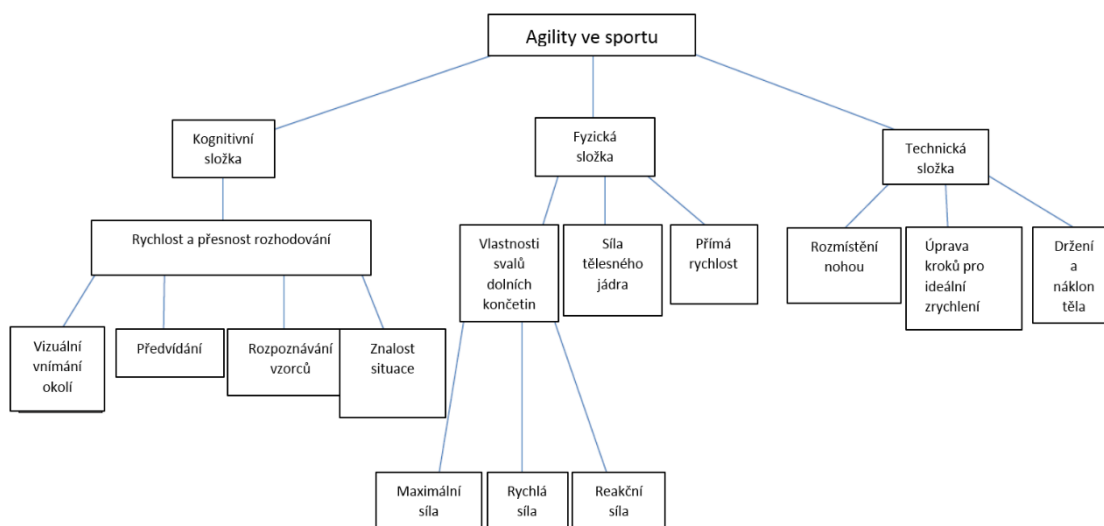 Agility ve sportu
Kognitivní
složka
Fyzická
složka
Technická
složka
Rychlost a přesnost rozhodování
Vlastnosti
svalů
dolních
končetin
Síla
tělesného
jádra
Přímá
rychlost
Rozmístění
nohou
Úprava
kroků pro
ideální
zrychlení
Držení
a
náklon
těla
Vizuální
vnímání
okolí
Předvídání
Rozpoznávání
vzorců
Znalost
situace
Maximální
síla
Rychlá
síla
Reakční
síla